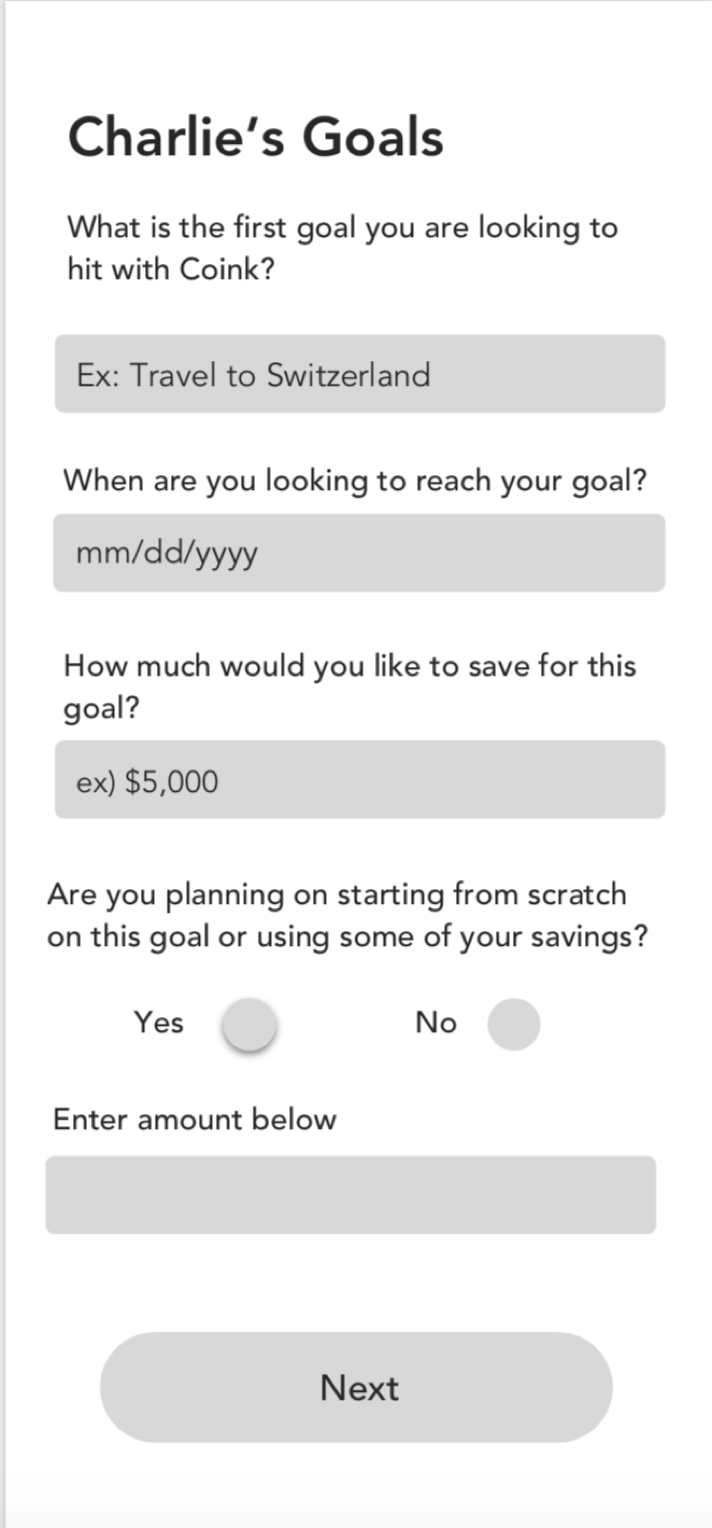 Charlie’s Goals
What is the first goal you are looking to
hit with Coink?
Ex: Travel to Switzerland
When are you looking to reach your goal?
mm/dd/yyyy
How much would you like to save for this
goal?
ex) $5,000
Are you planning on starting from scratch
on this goal or using some of your savings?
Yes No
Enter amount below
Next